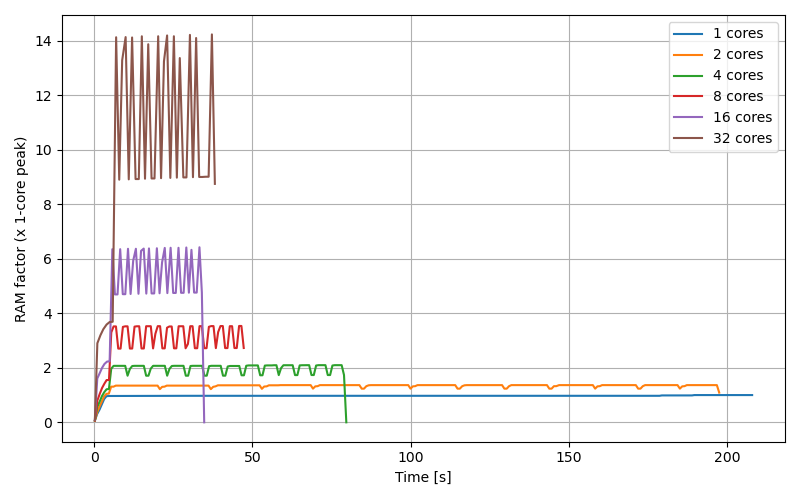 14
12
10
8
6
4
2
0
RAM factor (x 1-core peak)
0 50 100 150 200
Time [s]
1 cores
2 cores
4 cores
8 cores
16 cores
32 cores